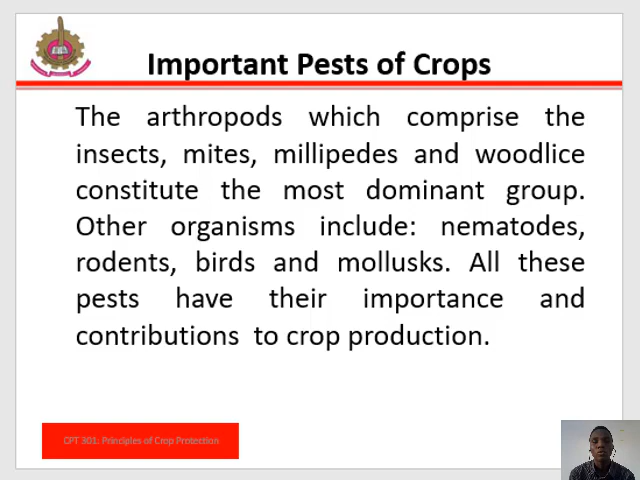 Important Pests of Crops
The arthropods which comprise the
insects, mites, millipedes and woodlice
constitute the most dominant group.
Other organisms include: nematodes,
rodents, birds and mollusks. All these
pests have their importance and
contributions to crop production.
CPT 301: Principles of Crop Protection